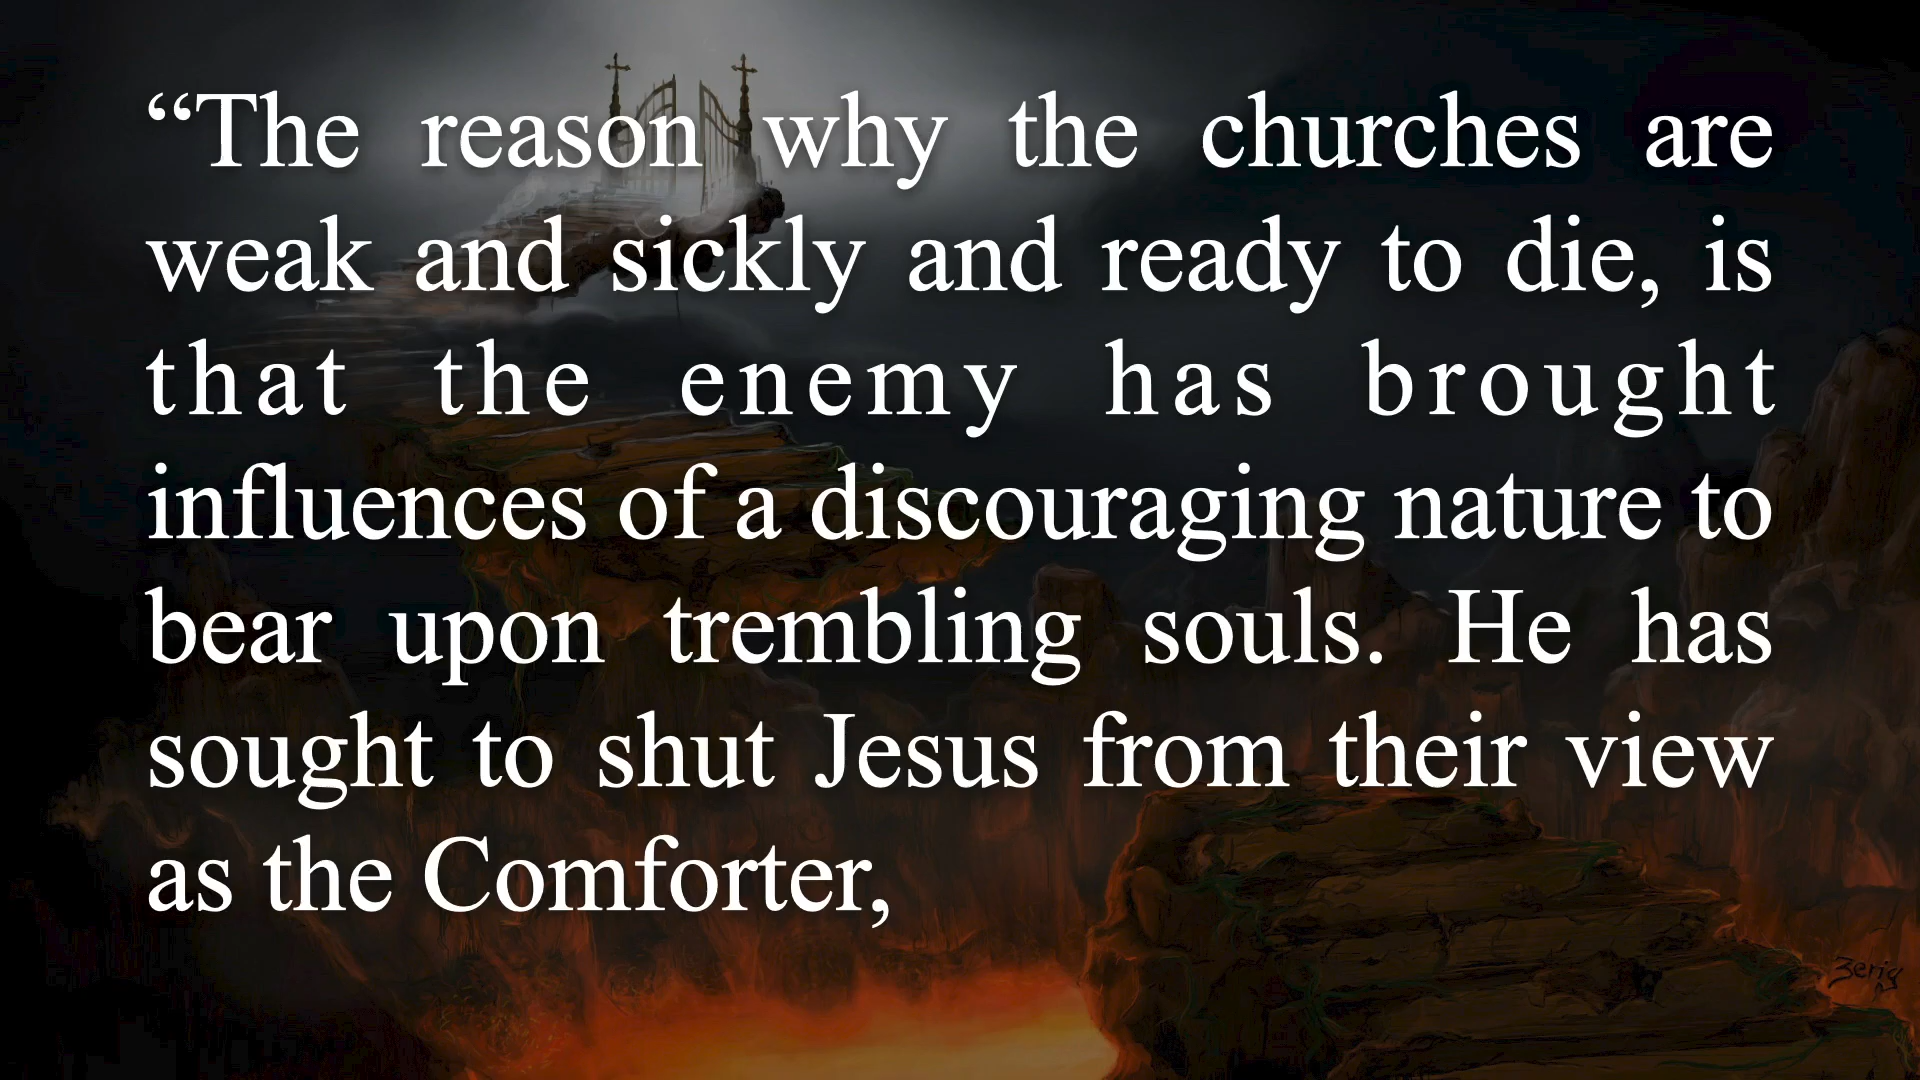 “The reason why the churches are
weak and sickly and ready to die, is
that the enemy has brought
influences of a discouraging nature to
bear upon trembling souls. He has
sought to shut Jesus from their view
as the Comforter,